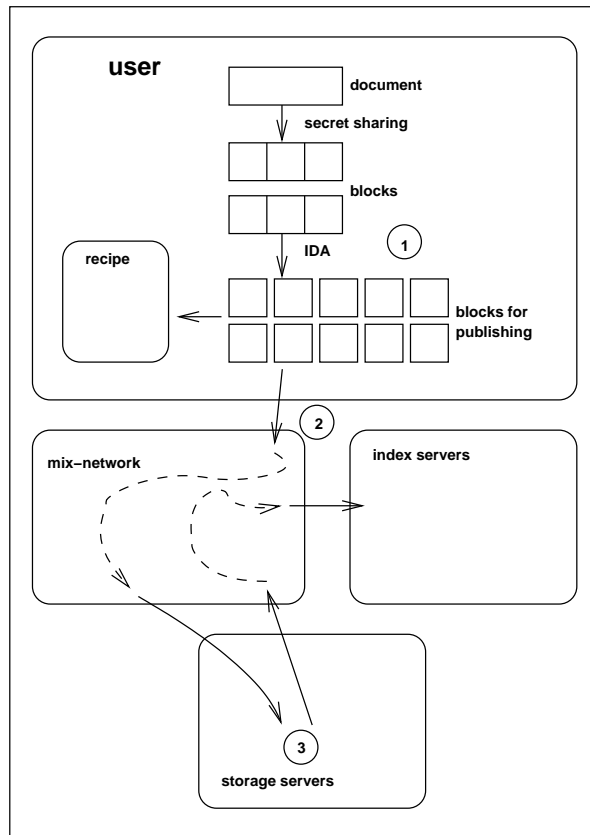 user
document
secret sharing
blocks
IDA
1
recipe
blocks for
publishing
2
mix–network
index servers
3
storage servers